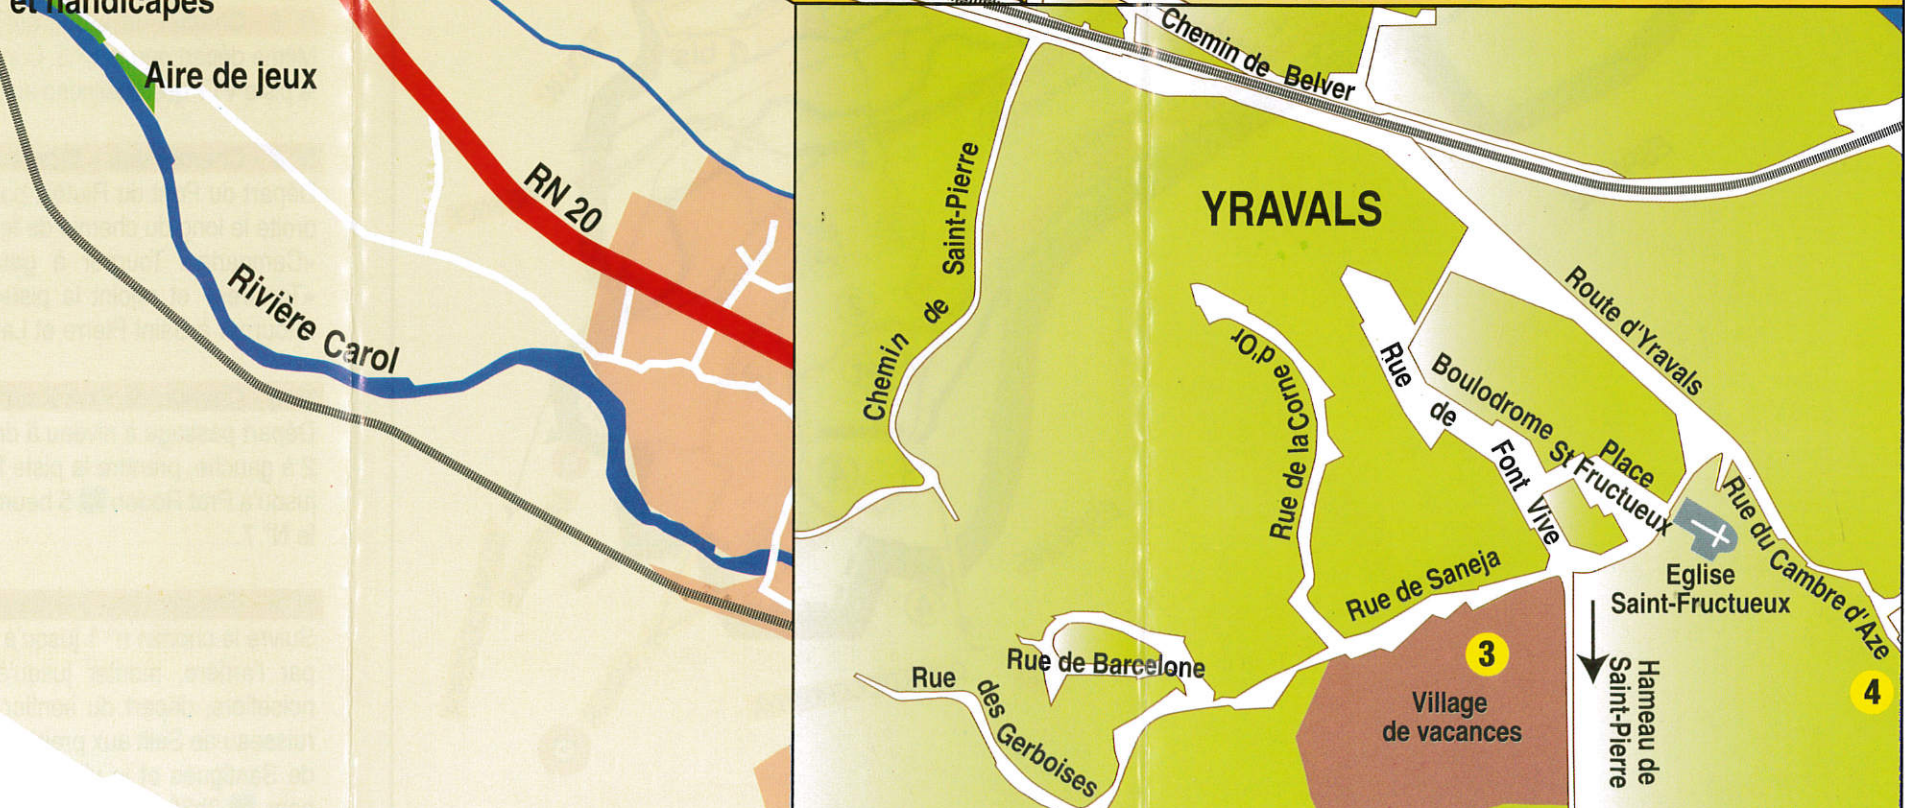 et handicapés
Aire de jeux
RN 20
Rivière Carol
Chemin de Belver
Chemin de Saint-Pierre
YRAVALS
Route d'Yravals
Rue de la Corne d'Or
Rue de Font Vive
Boulodrome
Place
St Fructueux
Rue du Cambre d'Aze
Eglise
Saint-Fructueux
Rue de Saneja
Rue de Barcelone
Rue des Gerboises
3
Village
de vacances
Hameau de
Saint-Pierre
4